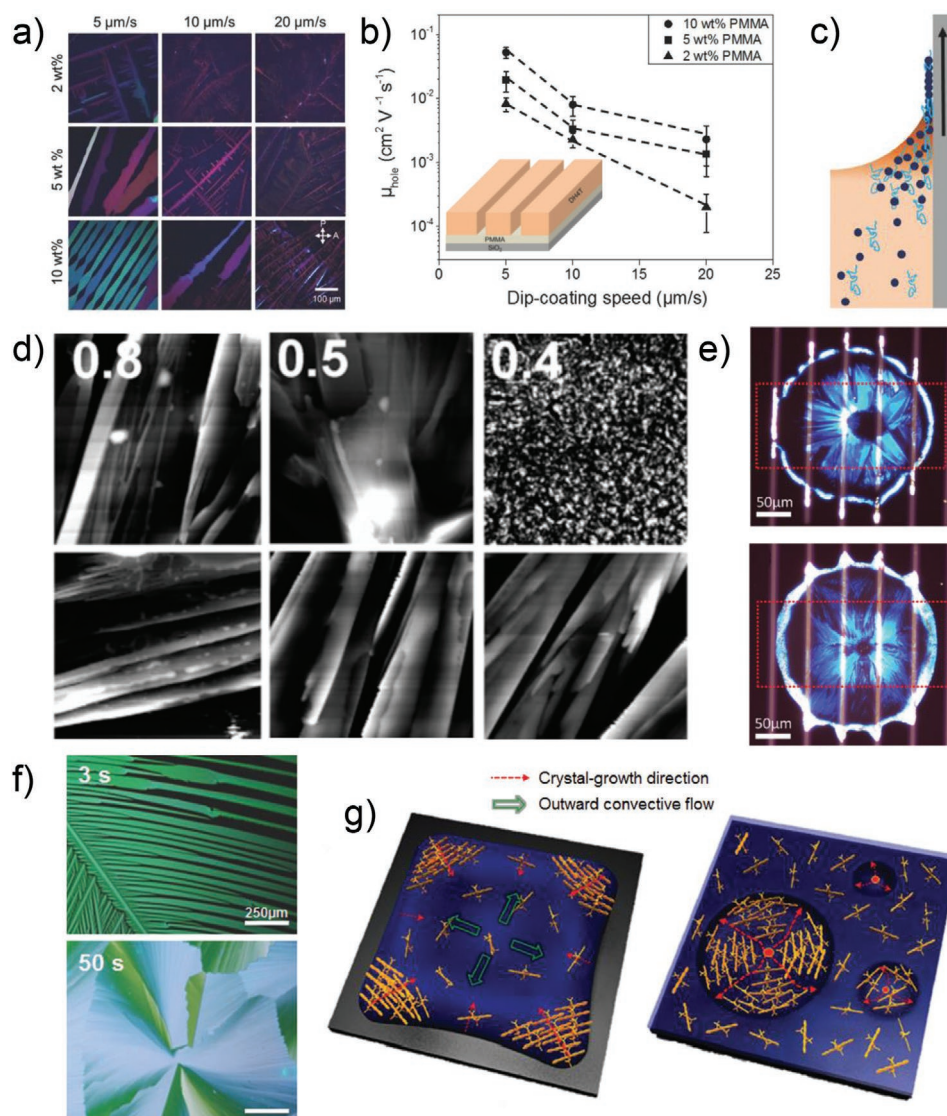 a)
5 µm/s 10 µm/s 20 µm/s
2 wt%
5 wt %
10 wt%
P
A
100 µm
b)
10⁻¹
10⁻²
10⁻³
10⁻⁴
µhole (cm² V⁻¹ s⁻¹)
10 wt% PMMA
5 wt% PMMA
2 wt% PMMA
DH4T
PMMA
SiO₂
0 5 10 15 20 25
Dip-coating speed (µm/s)
c)
d)
0.8 0.5 0.4
e)
50µm
50µm
f)
3 s
250µm
50 s
g)
Crystal-growth direction
Outward convective flow